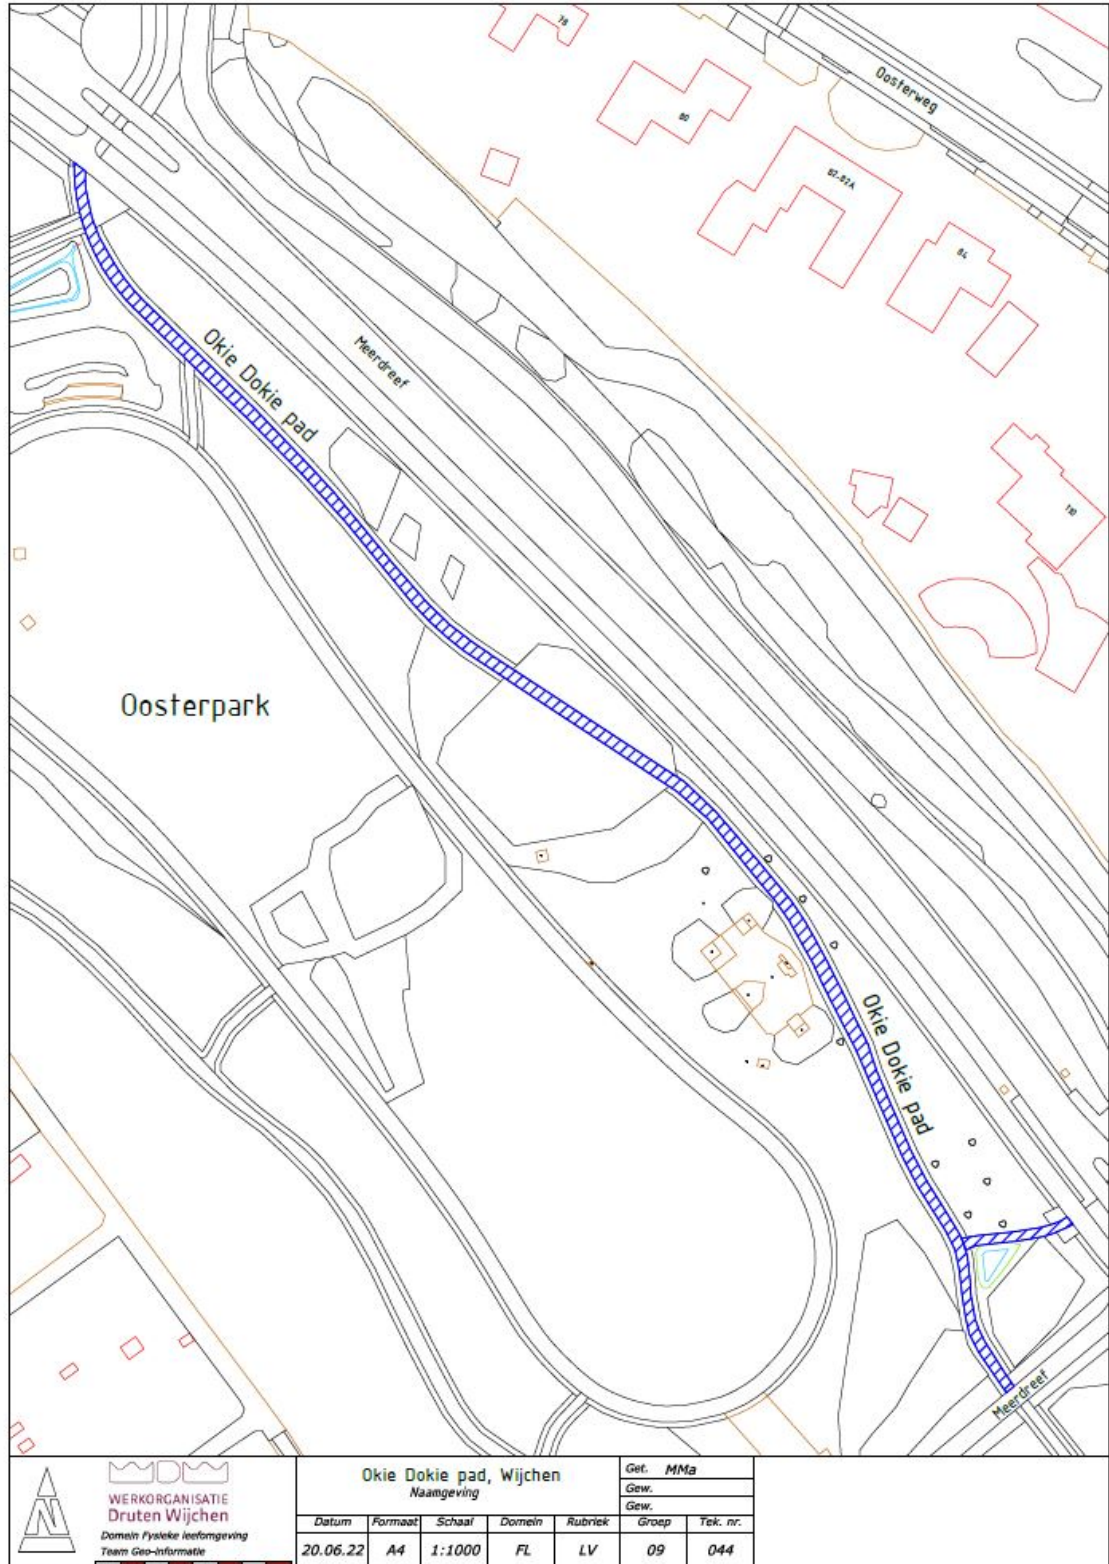 78
Oosterweg
80
82-82A
84
Okie Dokie pad
Meerdreef
110
Oosterpark
Okie Dokie pad
Meerdreef
N
WERKORGANISATIE
Druten Wijchen
Domein Fysieke leefomgeving
Team Geo-informatie
Okie Dokie pad, Wijchen
Naamgeving
Get. MMa
Gew.
Gew.
Datum Formaat Schaal Domein Rubriek Groep Tek. nr.
20.06.22 A4 1:1000 FL LV 09 044